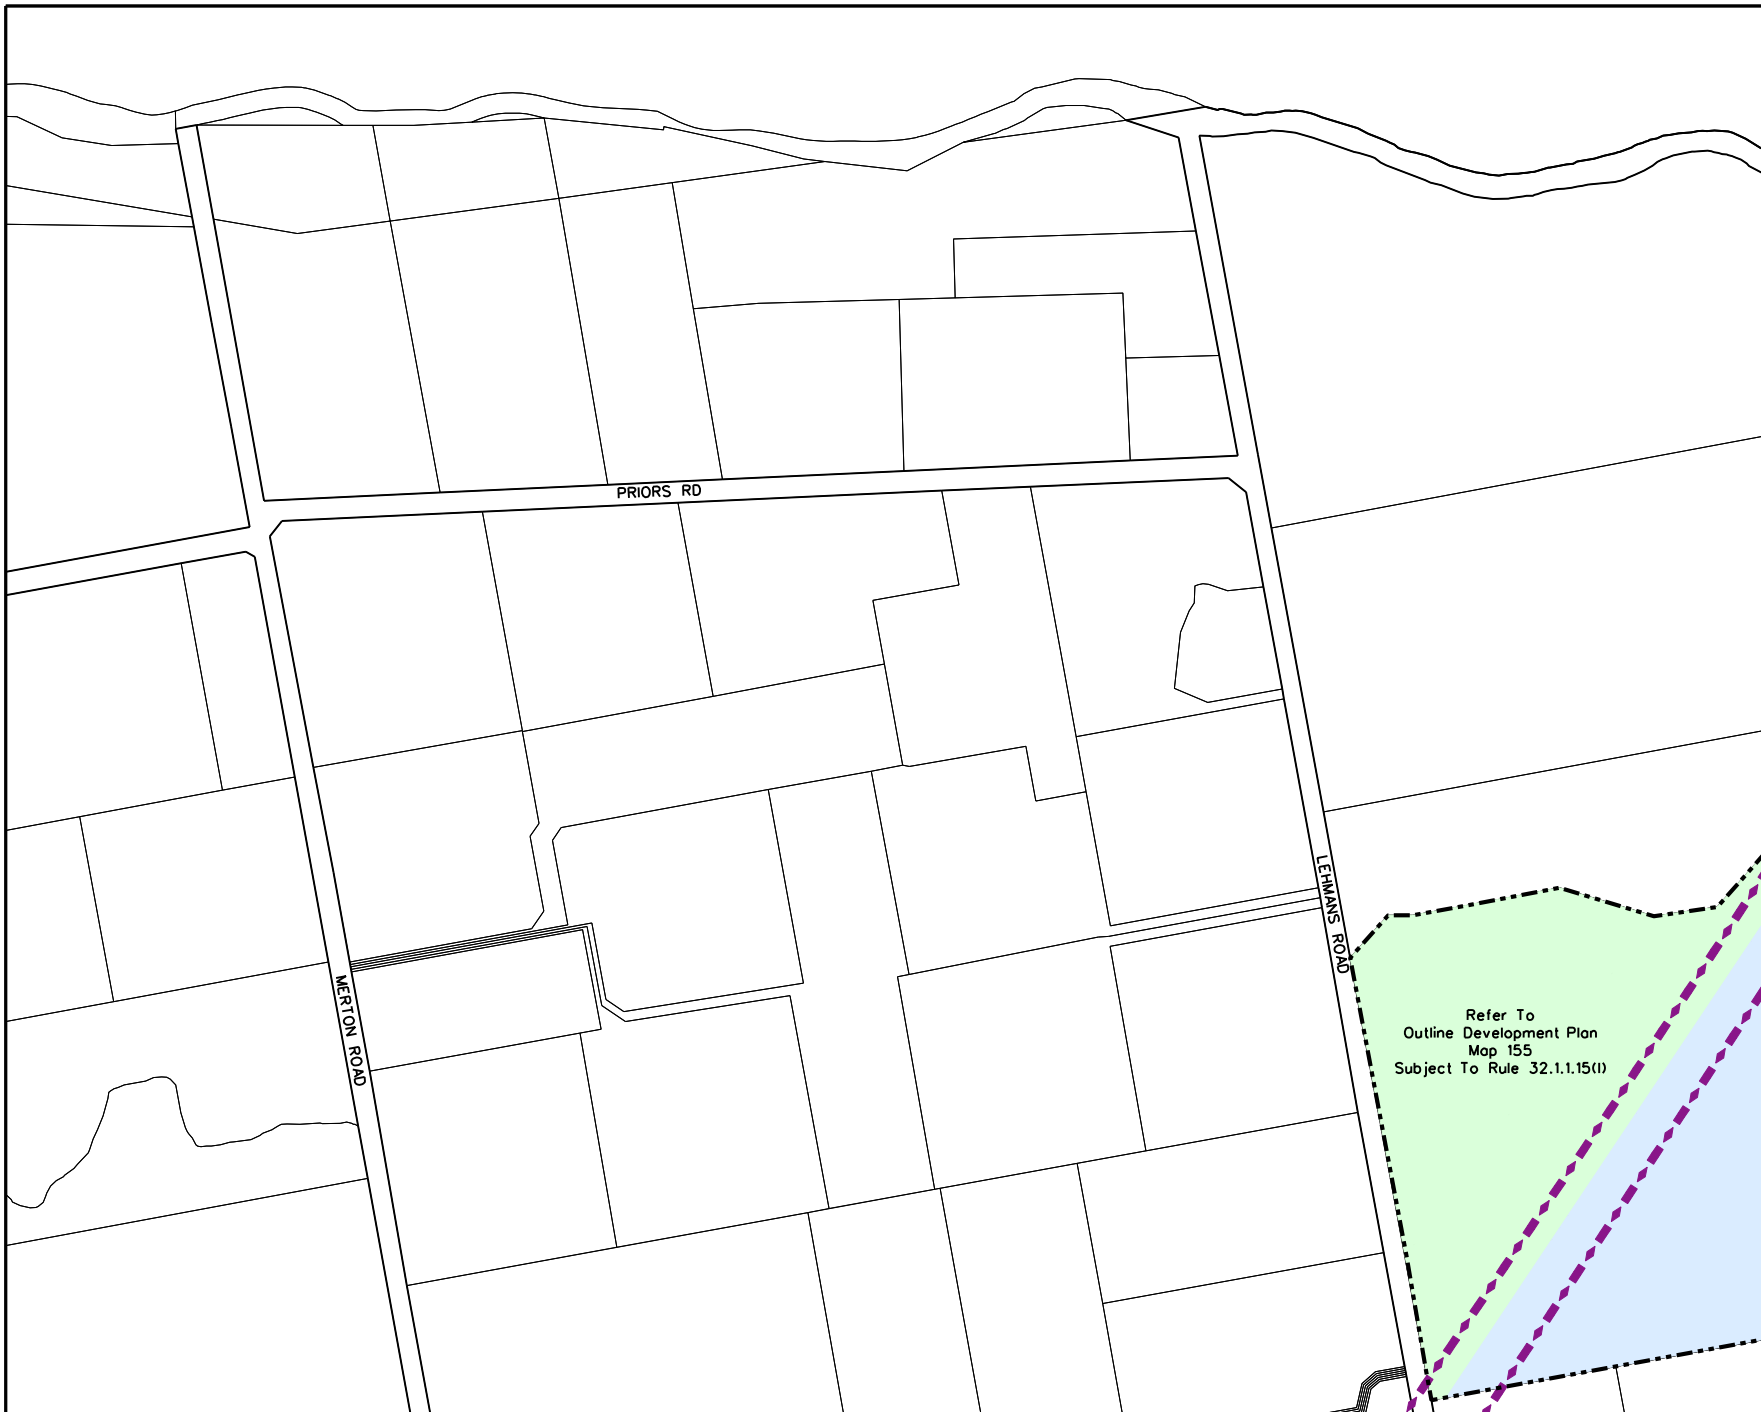 PRIORS RD
LEHMANS ROAD
MERTON ROAD
Refer To
Outline Development Plan
Map 155
Subject To Rule 32.1.1.15(l)